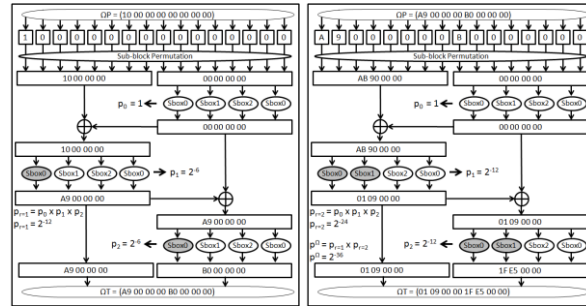 ΩP = {10 00 00 00 00 00 00 00}
1 0 0 0 0 0 0 0 0 0 0 0 0 0 0 0
Sub-block Permutation
10 00 00 00
00 00 00 00
p0 = 1
Sbox0 Sbox1 Sbox2 Sbox0
00 00 00 00
10 00 00 00
Sbox0 Sbox1 Sbox2 Sbox0
p1 = 2-6
A9 00 00 00
pr=1 = p0 x p1 x p2
pr=1 = 2-12
A9 00 00 00
p2 = 2-6
Sbox0 Sbox1 Sbox2 Sbox0
A9 00 00 00
B0 00 00 00
ΩT = {A9 00 00 00 B0 00 00 00}
ΩP = {A9 00 00 00 B0 00 00 00}
A 9 0 0 0 0 0 0 B 0 0 0 0 0 0 0
Sub-block Permutation
AB 90 00 00
00 00 00 00
p0 = 1
Sbox0 Sbox1 Sbox2 Sbox0
00 00 00 00
AB 90 00 00
Sbox0 Sbox1 Sbox2 Sbox0
p1 = 2-12
01 09 00 00
pr=2 = p0 x p1 x p2
pr=2 = 2-24
01 09 00 00
pΩ = pr=1 x pr=2
pΩ = 2-36
p2 = 2-12
Sbox0 Sbox1 Sbox2 Sbox0
01 09 00 00
1F E5 00 00
ΩT = {01 09 00 00 1F E5 00 00}